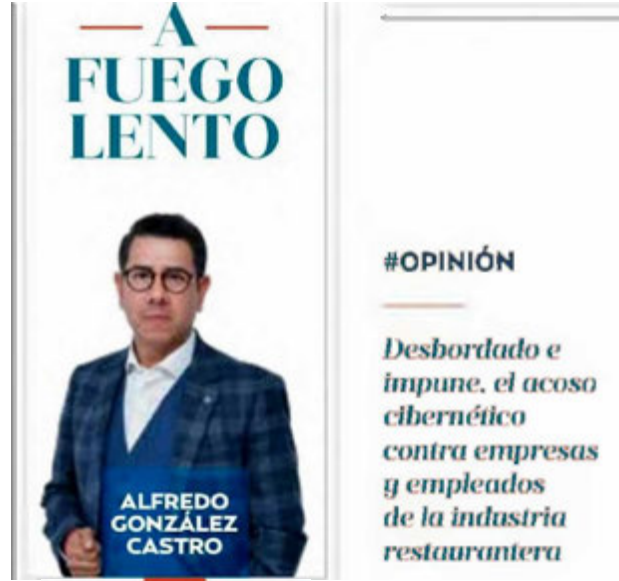 A
FUEGO
LENTO
ALFREDO
GONZÁLEZ
CASTRO
#OPINIÓN
Desbordado e
impune, el acoso
cibernético
contra empresas
y empleados
de la industria
restaurantera